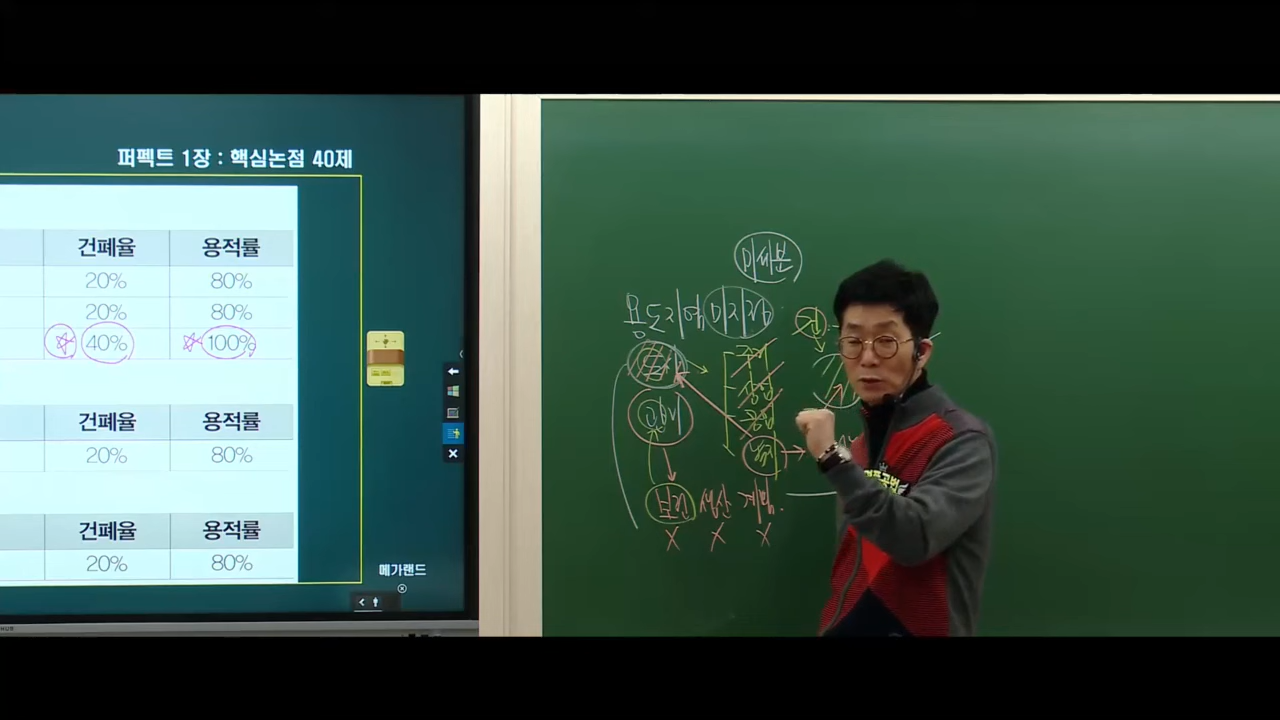 퍼펙트 1장 : 핵심논점 40제
건폐율 용적률
20% 80%
20% 80%
40% 100%
건폐율 용적률
20% 80%
건폐율 용적률
20% 80%
메가랜드
미세분
용도지역 미지정
관리
보전 생산 계획
X X X